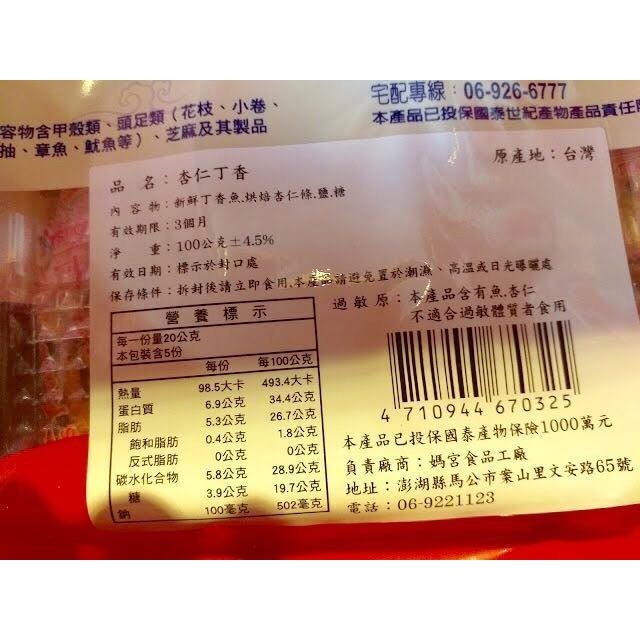 宅配專線：06-926-6777
本產品已投保國泰世紀產物產品責任
容物含甲殼類、頭足類（花枝、小卷、
抽、章魚、魷魚等）、芝麻及其製品
原產地：台灣
品 名：杏仁丁香
內 容 物：新鮮丁香魚.烘焙杏仁條.鹽.糖
有效期限：3個月
淨 重：100公克±4.5%
有效日期：標示於封口處
保存條件：拆封後請立即食用,本產品請避免置於潮濕、高溫或日光曝曬處
營 養 標 示
每一份量20公克
本包裝含5份
每份 每100公克
熱量 98.5大卡 493.4大卡
蛋白質 6.9公克 34.4公克
脂肪 5.3公克 26.7公克
飽和脂肪 0.4公克 1.8公克
反式脂肪 0公克 0公克
碳水化合物 5.8公克 28.9公克
糖 3.9公克 19.7公克
鈉 100毫克 502毫克
過敏原：本產品含有魚.杏仁
不適合過敏體質者食用
4 710944 670325
本產品已投保國泰產物保險1000萬元
負責廠商：媽宮食品工廠
地址：澎湖縣馬公市案山里文安路65號
電話：06-9221123